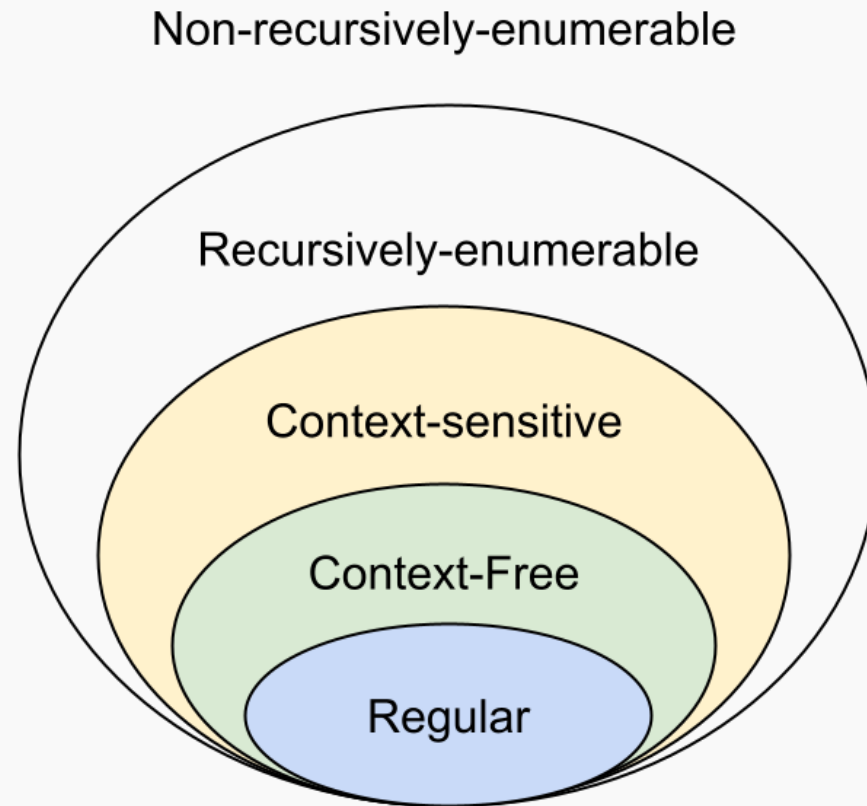 Non-recursively-enumerable
Recursively-enumerable
Context-sensitive
Context-Free
Regular